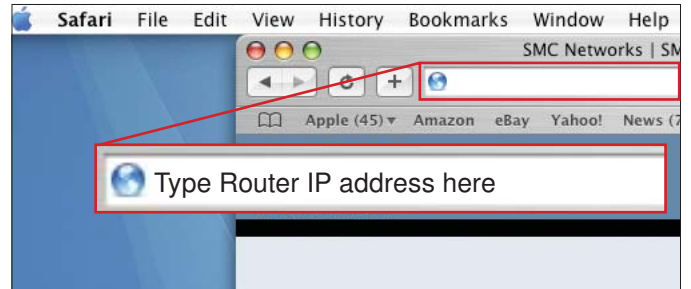 Safari File Edit View History Bookmarks Window Help
SMC Networks | SM
Apple (45) Amazon eBay Yahoo! News (7
Type Router IP address here